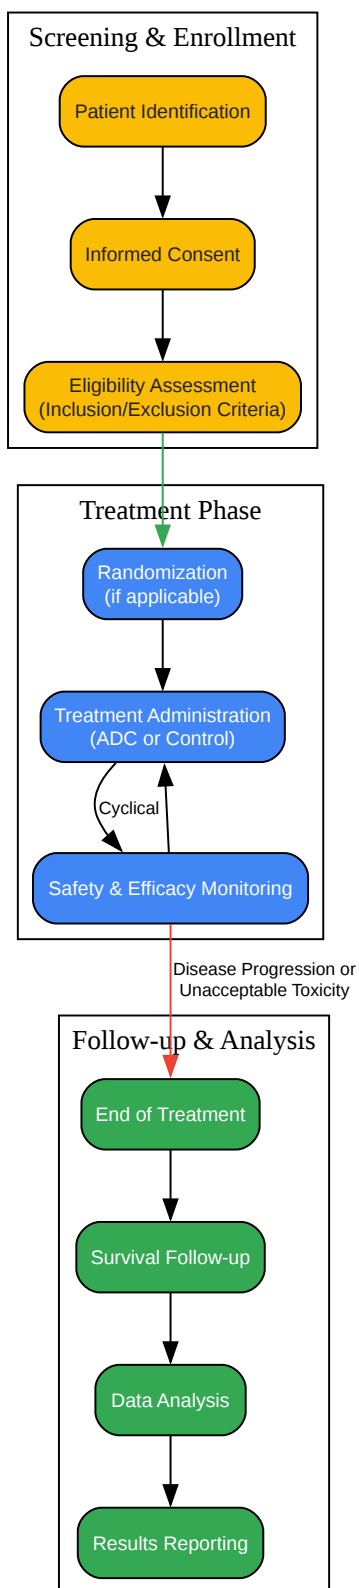 Screening & Enrollment
Patient Identification
Informed Consent
Eligibility Assessment
(Inclusion/Exclusion Criteria)
Treatment Phase
Randomization
(if applicable)
Treatment Administration
(ADC or Control)
Cyclical
Safety & Efficacy Monitoring
Disease Progression or
Unacceptable Toxicity
Follow-up & Analysis
End of Treatment
Survival Follow-up
Data Analysis
Results Reporting